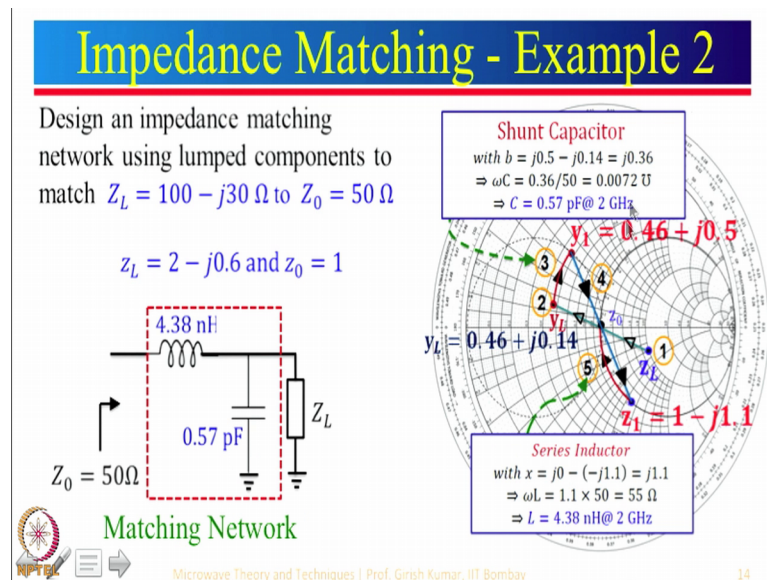 Impedance Matching - Example 2
Design an impedance matching
network using lumped components to
match Z_L = 100 − j30 Ω to Z_0 = 50 Ω
z_L = 2 − j0.6 and z_0 = 1
4.38 nH
0.57 pF
Z_L
Z_0 = 50Ω
Matching Network
Shunt Capacitor
with b = j0.5 − j0.14 = j0.36
⇒ ωC = 0.36/50 = 0.0072 ℧
⇒ C = 0.57 pF@ 2 GHz
y_1 = 0.46 + j0.5
3
4
2
y_L
z_0
y_L = 0.46 + j0.14
1
z_L
5
z_1 = 1 − j1.1
Series Inductor
with x = j0 − (−j1.1) = j1.1
⇒ ωL = 1.1 × 50 = 55 Ω
⇒ L = 4.38 nH@ 2 GHz
NPTEL
Microwave Theory and Techniques | Prof. Girish Kumar, IIT Bombay
14